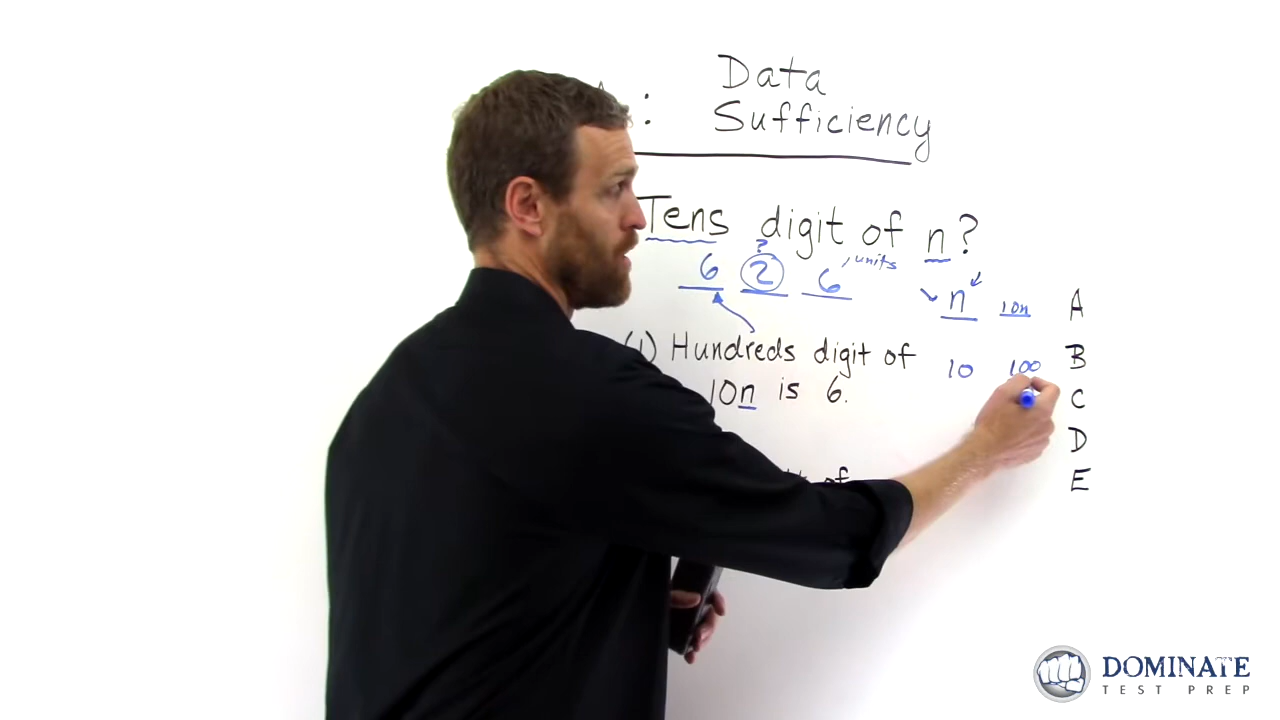 : Data
Sufficiency
Tens digit of n?
?
6 2 6 units
n 10n A
(1) Hundreds digit of 10 100 B
10n is 6. C
D
of E
DOMINATE
TEST PREP